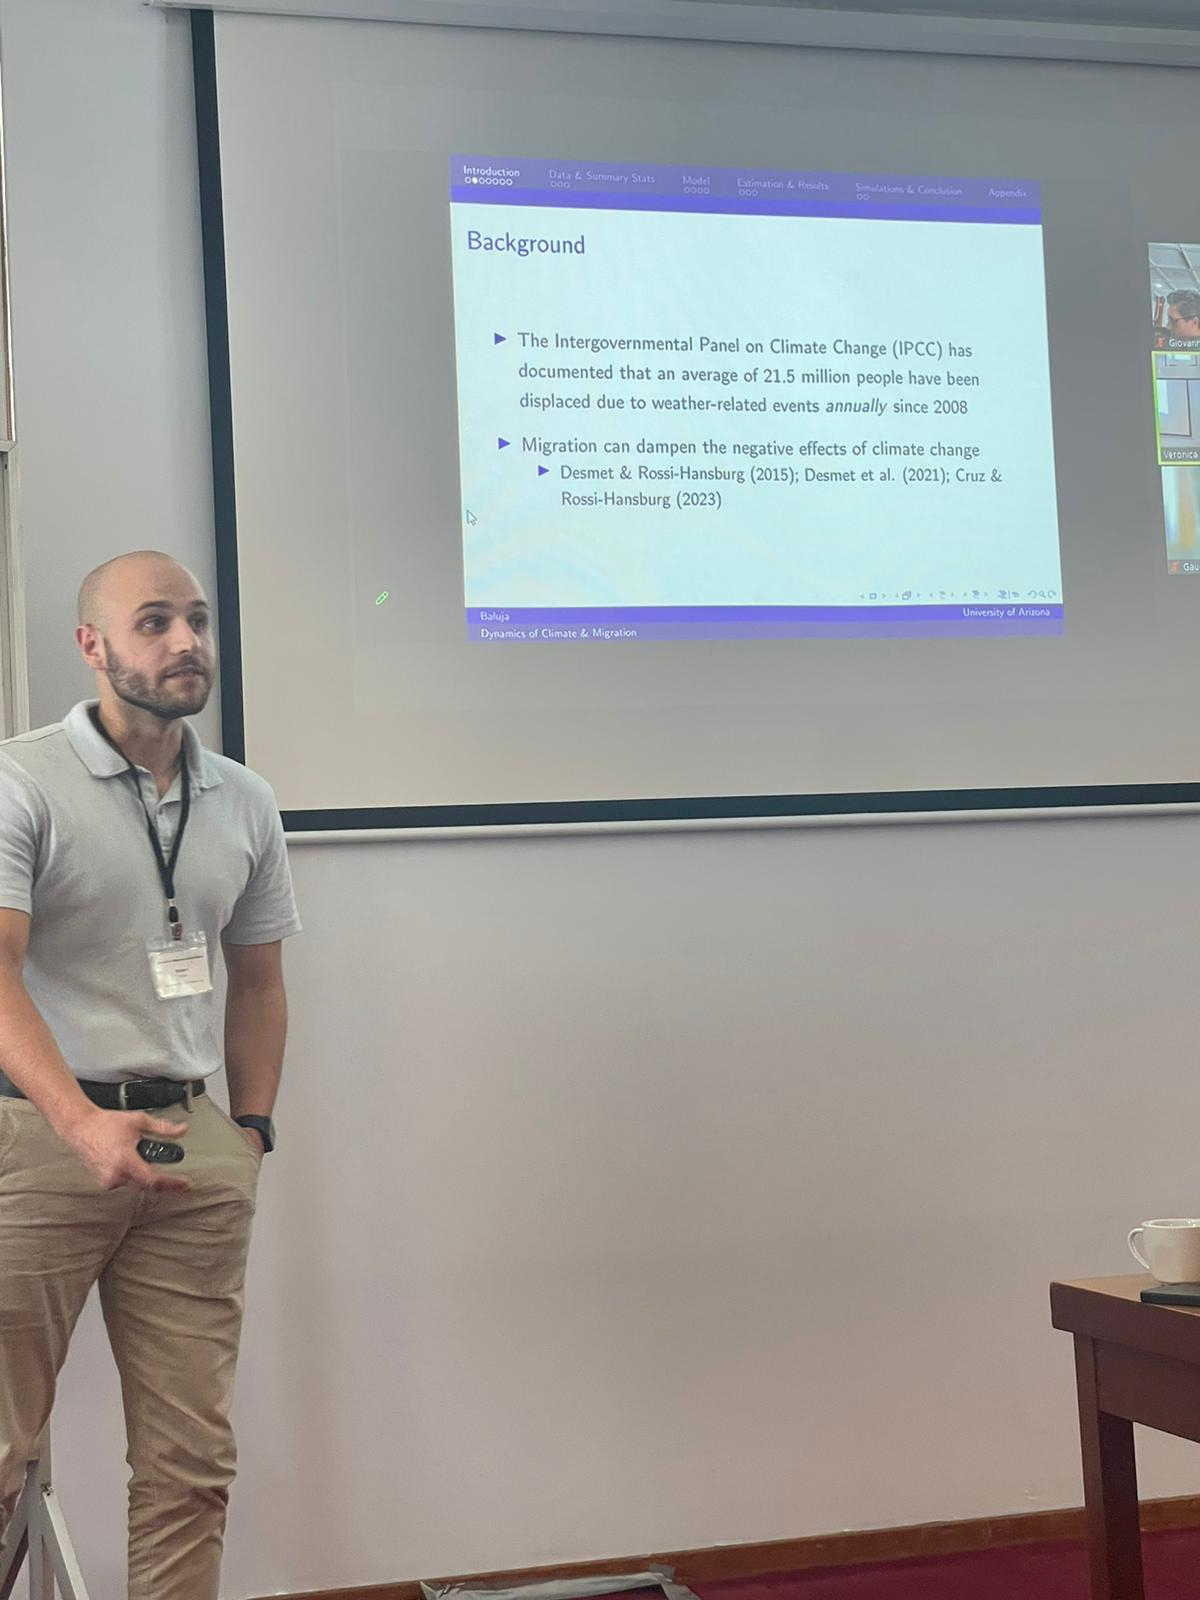 Introduction
Data & Summary Stats
Model
Estimation & Results
Simulations & Conclusion
Appendix
Background
The Intergovernmental Panel on Climate Change (IPCC) has
documented that an average of 21.5 million people have been
displaced due to weather-related events annually since 2008
Migration can dampen the negative effects of climate change
Desmet & Rossi-Hansburg (2015); Desmet et al. (2021); Cruz &
Rossi-Hansburg (2023)
Baluja
University of Arizona
Dynamics of Climate & Migration
Giovann
Veronica
Gau